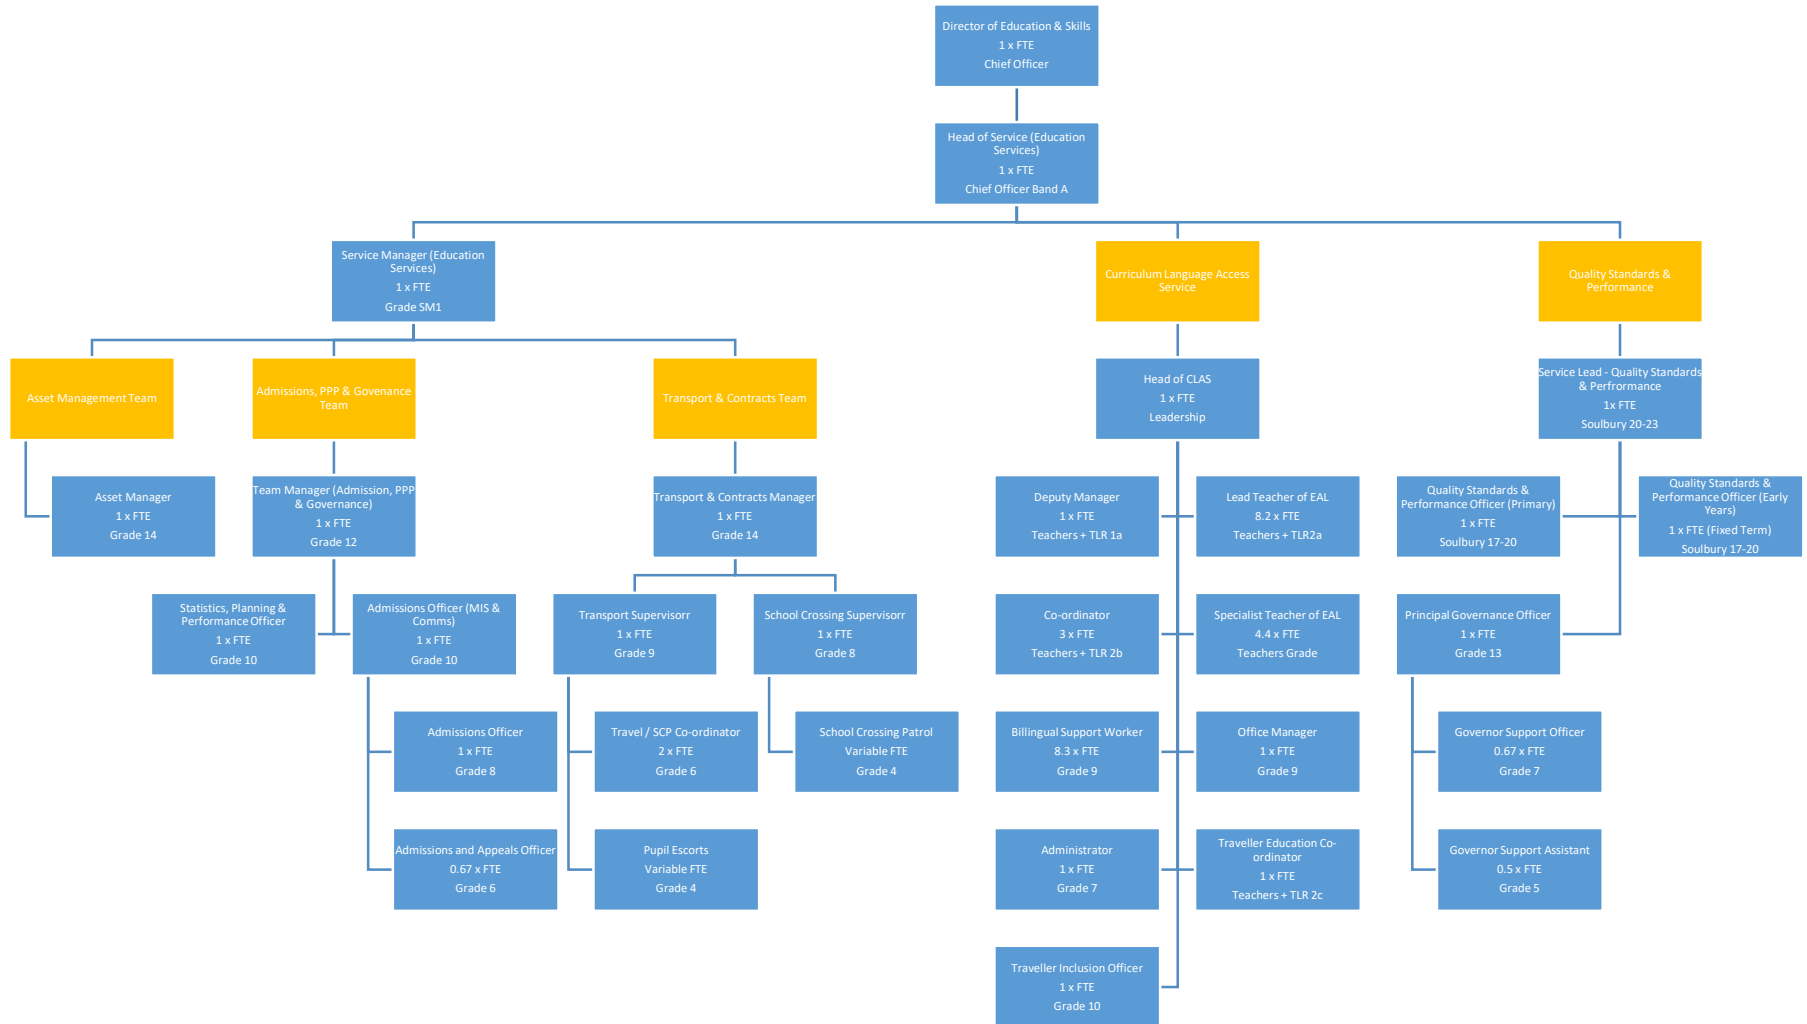 Director of Education & Skills
1 x FTE
Chief Officer
Head of Service (Education
Services)
1 x FTE
Chief Officer Band A
Service Manager (Education
Services)
1 x FTE
Grade SM1
Curriculum Language Access
Service
Quality Standards &
Performance
Asset Management Team
Admissions, PPP & Govenance
Team
Transport & Contracts Team
Head of CLAS
1 x FTE
Leadership
Service Lead - Quality Standards
& Perfrormance
1x FTE
Soulbury 20-23
Asset Manager
1 x FTE
Grade 14
Team Manager (Admission, PPP
& Governance)
1 x FTE
Grade 12
Transport & Contracts Manager
1 x FTE
Grade 14
Deputy Manager
1 x FTE
Teachers + TLR 1a
Lead Teacher of EAL
8.2 x FTE
Teachers + TLR2a
Quality Standards &
Performance Officer (Primary)
1 x FTE
Soulbury 17-20
Quality Standards &
Performance Officer (Early
Years)
1 x FTE (Fixed Term)
Soulbury 17-20
Statistics, Planning &
Performance Officer
1 x FTE
Grade 10
Admissions Officer (MIS &
Comms)
1 x FTE
Grade 10
Transport Supervisorr
1 x FTE
Grade 9
School Crossing Supervisorr
1 x FTE
Grade 8
Co-ordinator
3 x FTE
Teachers + TLR 2b
Specialist Teacher of EAL
4.4 x FTE
Teachers Grade
Principal Governance Officer
1 x FTE
Grade 13
Admissions Officer
1 x FTE
Grade 8
Travel / SCP Co-ordinator
2 x FTE
Grade 6
School Crossing Patrol
Variable FTE
Grade 4
Billingual Support Worker
8.3 x FTE
Grade 9
Office Manager
1 x FTE
Grade 9
Governor Support Officer
0.67 x FTE
Grade 7
Admissions and Appeals Officer
0.67 x FTE
Grade 6
Pupil Escorts
Variable FTE
Grade 4
Administrator
1 x FTE
Grade 7
Traveller Education Co-
ordinator
1 x FTE
Teachers + TLR 2c
Governor Support Assistant
0.5 x FTE
Grade 5
Traveller Inclusion Officer
1 x FTE
Grade 10